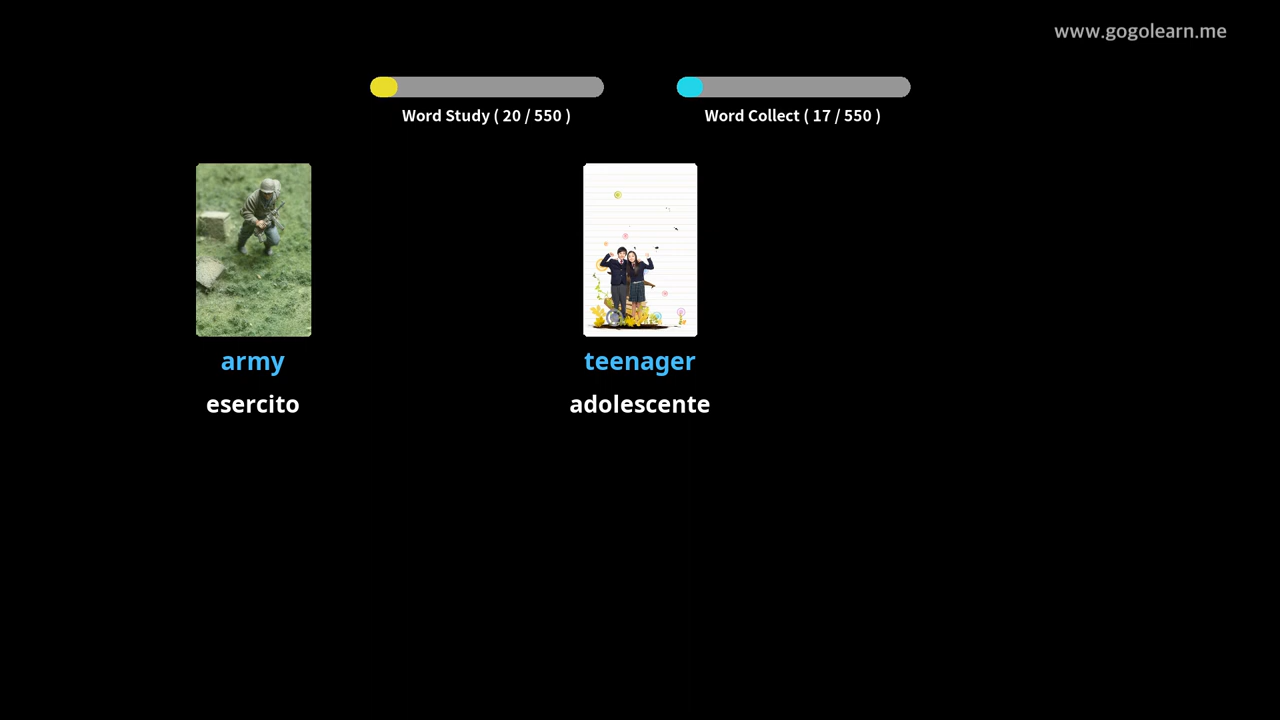 www.gogolearn.me
Word Study ( 20 / 550 )
Word Collect ( 17 / 550 )
army
esercito
teenager
adolescente